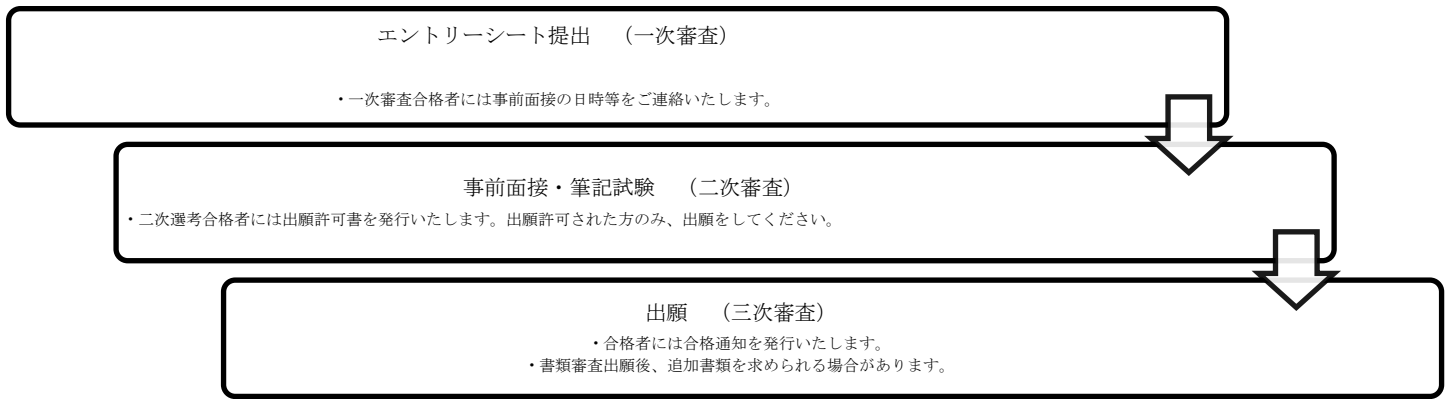 エントリーシート提出　（一次審査）
・一次審査合格者には事前面接の日時等をご連絡いたします。
事前面接・筆記試験　（二次審査）
・二次選考合格者には出願許可書を発行いたします。出願許可された方のみ、出願をしてください。
出願　（三次審査）
・合格者には合格通知を発行いたします。
・書類審査出願後、追加書類を求められる場合があります。